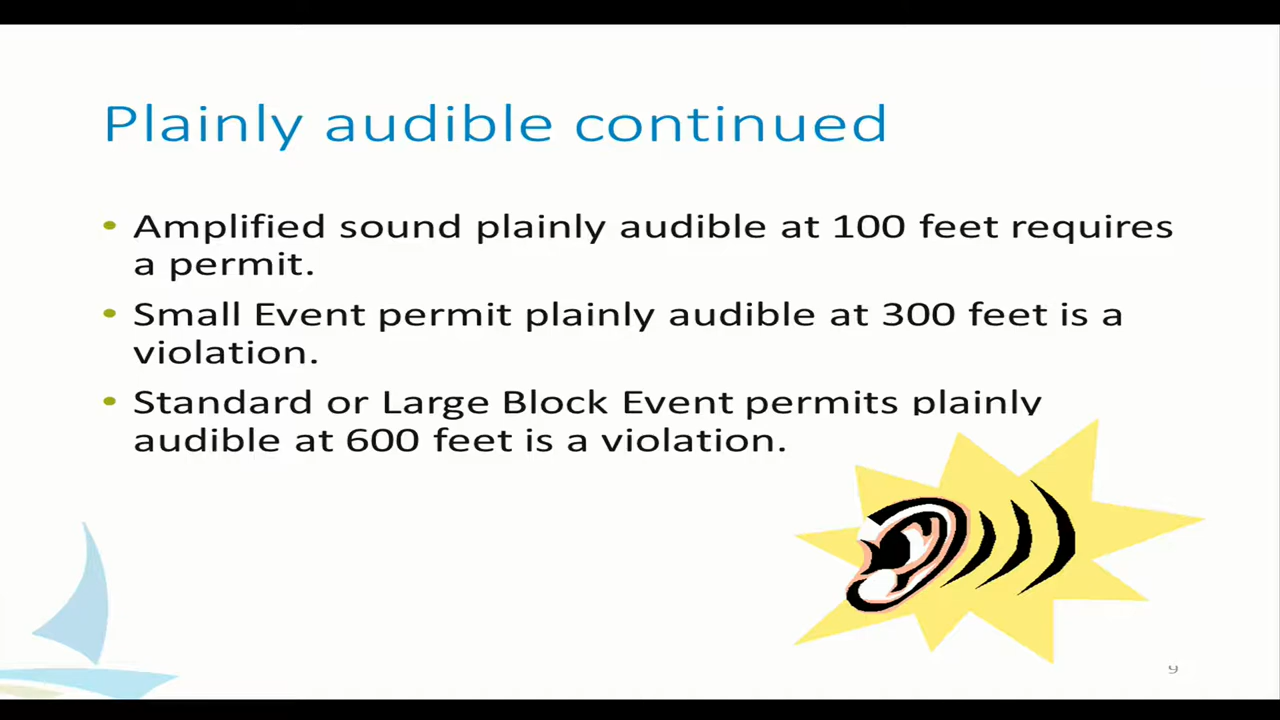 Plainly audible continued
• Amplified sound plainly audible at 100 feet requires
a permit.
• Small Event permit plainly audible at 300 feet is a
violation.
• Standard or Large Block Event permits plainly
audible at 600 feet is a violation.
9